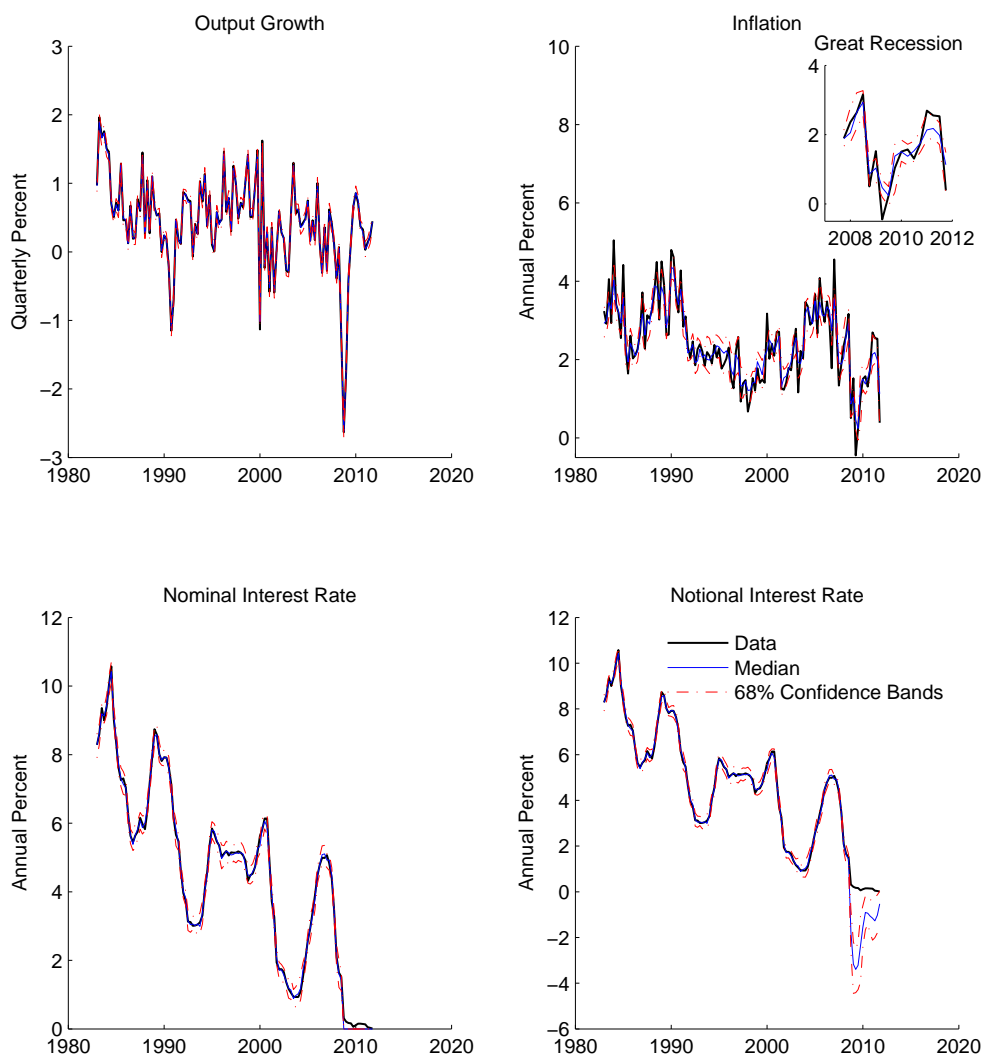 Output Growth
3
2
1
0
−1
−2
−3
1980 1990 2000 2010 2020
Quarterly Percent
Inflation
10
8
6
4
2
0
1980 1990 2000 2010 2020
Annual Percent
Great Recession
4
2
0
2008 2010 2012
Nominal Interest Rate
12
10
8
6
4
2
0
1980 1990 2000 2010 2020
Annual Percent
Notional Interest Rate
12
10
8
6
4
2
0
−2
−4
−6
1980 1990 2000 2010 2020
Annual Percent
Data
Median
68% Confidence Bands